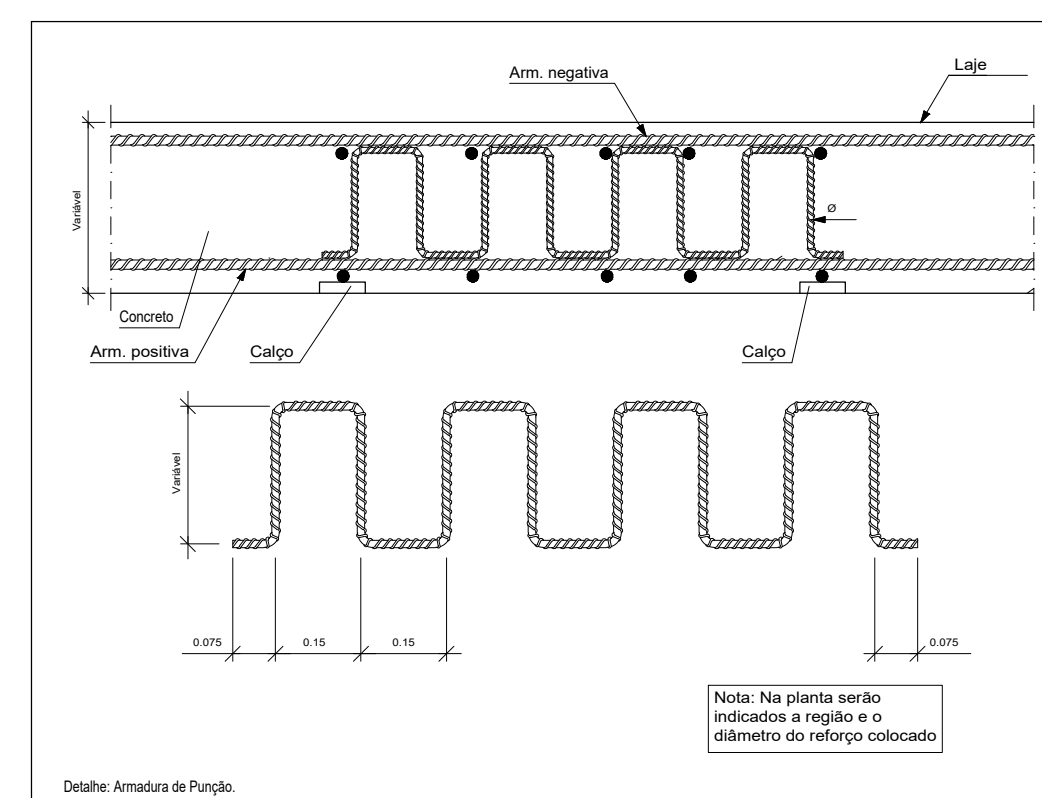 Laje
Arm. negativa
Variável
Ø
Concreto
Arm. positiva
Calço
Calço
Variável
0.075
0.15
0.15
0.075
Nota: Na planta serão
indicados a região e o
diâmetro do reforço colocado
Detalhe: Armadura de Punção.